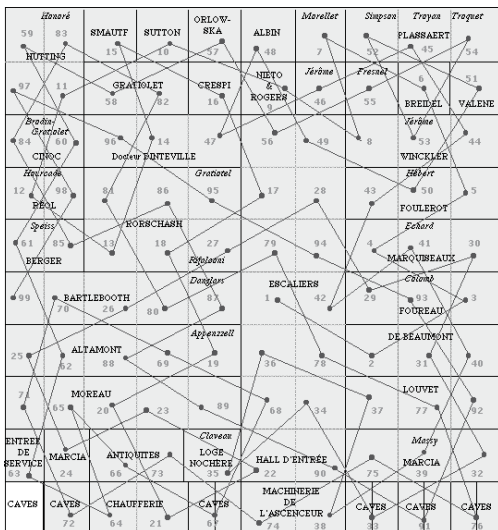 Honoré Morellet Simpson Troyan Troquet
59 83 SMAUTF SUTTON ORLOW-
SKA ALBIN PLASSAERT
HUTTING 15 10 57 48 7 52 45 54
Jérôme Fresnel
97 11 GRATIOLET CRESPI NIETO
&
ROGERS 6 51
58 82 16 9 46 55 BREIDEL VALENE
Brodin-
Gratiolet Jérôme
84 60 96 14 47 56 49 8 53 44
CINOC Docteur DINTEVILLE WINCKLER
Hourcade Gratiolet Hébert
12 98 81 86 95 17 28 43 50 5
RÉOL FOULEROT
Speiss RORSCHASH Echard
61 85 13 18 27 79 94 4 41 30
BERGER Réfolsoni MARQUISEAUX
Danglars ESCALIERS Colomb
99 BARTLEBOOTH 87 1 42 29 93 3
70 26 80 FOUREAU
Appenzzell DE BEAUMONT
25 ALTAMONT
62 88 69 19 36 78 2 31 40
71 MOREAU LOUVET
65 20 23 89 68 34 37 77 92
ENTREE
DE
SERVICE MARCIA ANTIQUITES Claveau
LOGE
NOCHÈRE HALL D'ENTRÉE Massy
MARCIA
63 24 66 73 35 22 90 75 39 32
CAVES CAVES CHAUFFERIE CAVES MACHINERIE
DE
L'ASCENCEUR CAVES CAVES CAVES
72 64 21 67 74 38 33 91 76